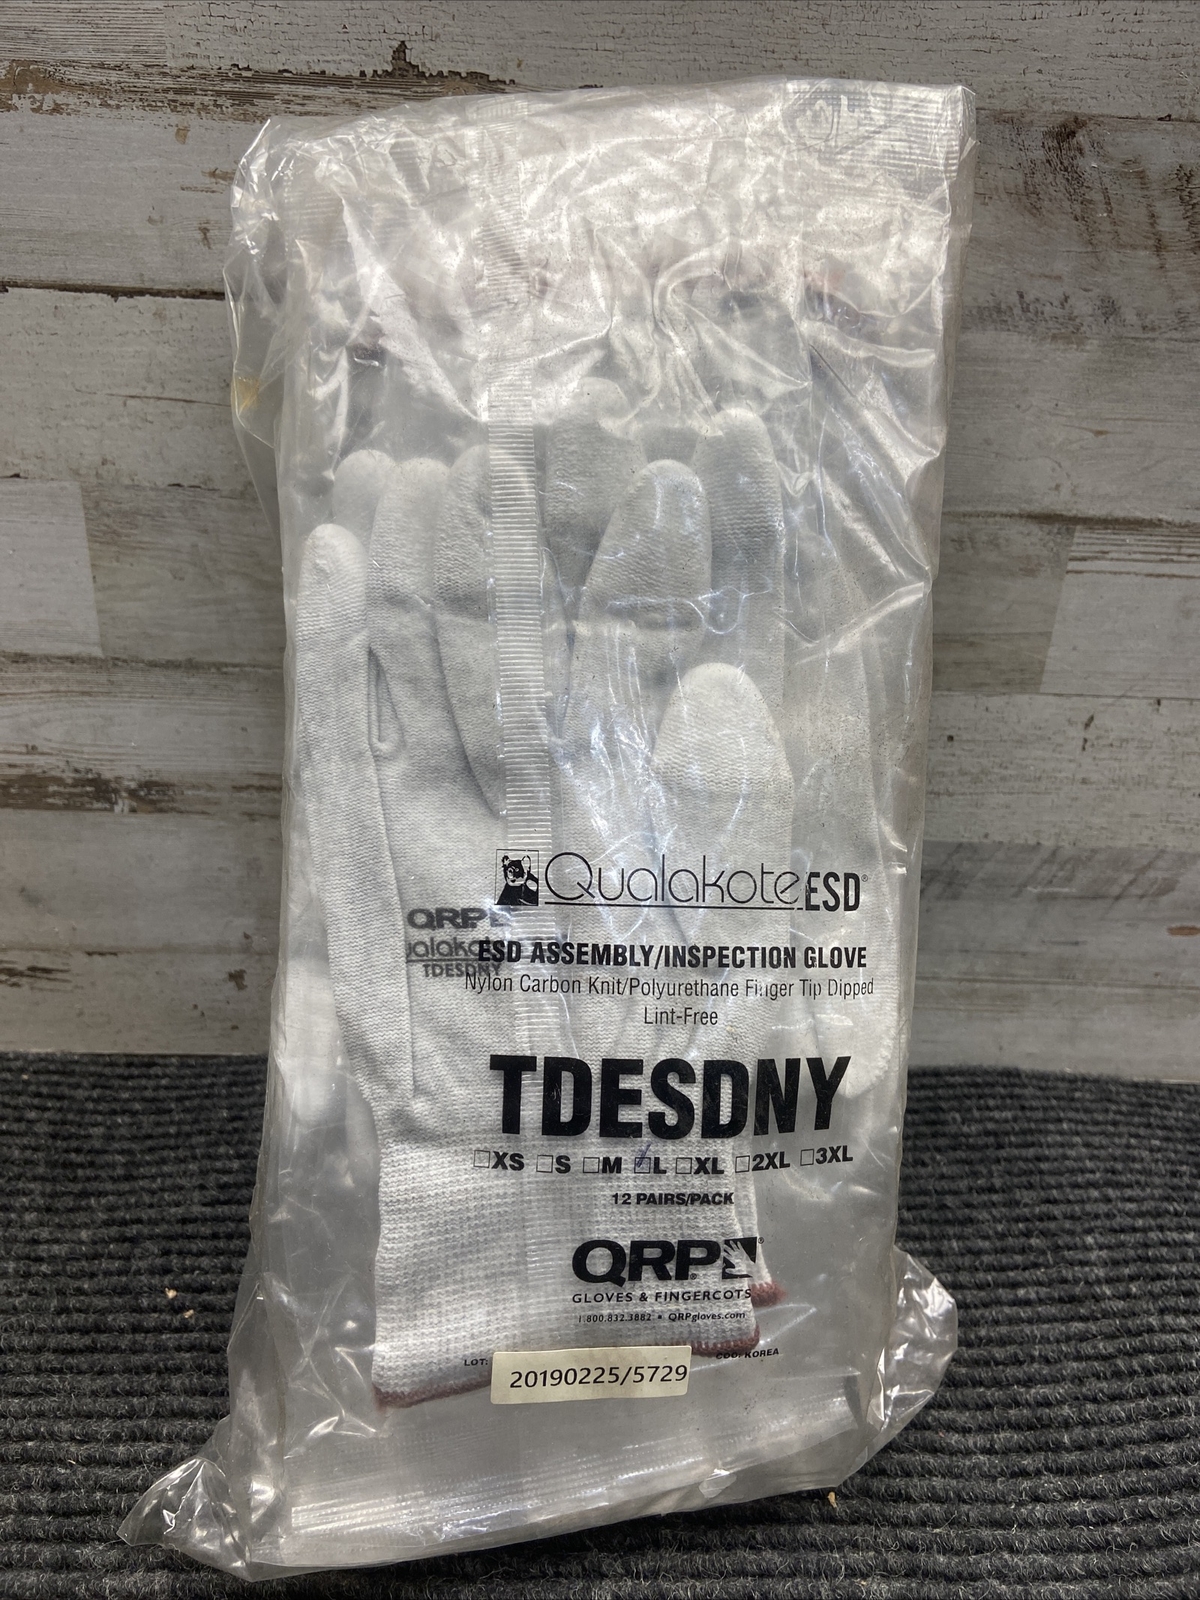 Qualakote ESD®
QRP
ualako
TDESDNY
ESD ASSEMBLY/INSPECTION GLOVE
Nylon Carbon Knit/Polyurethane Finger Tip Dipped
Lint-Free
TDESDNY
□XS □S □M □L □XL □2XL □3XL
12 PAIRS/PACK
QRP®
GLOVES & FINGERCOTS
1.800.832.3882 • QRPgloves.com
LOT: 20190225/5729 COO: KOREA